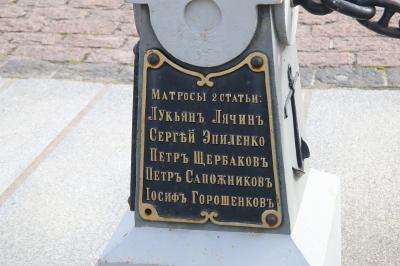 Матросы 2 статьи:
Лукьянъ Лячинъ
Сергѣй Эпиленко
Петръ Щербаковъ
Петръ Сапожниковъ
Іосифъ Горошенковъ